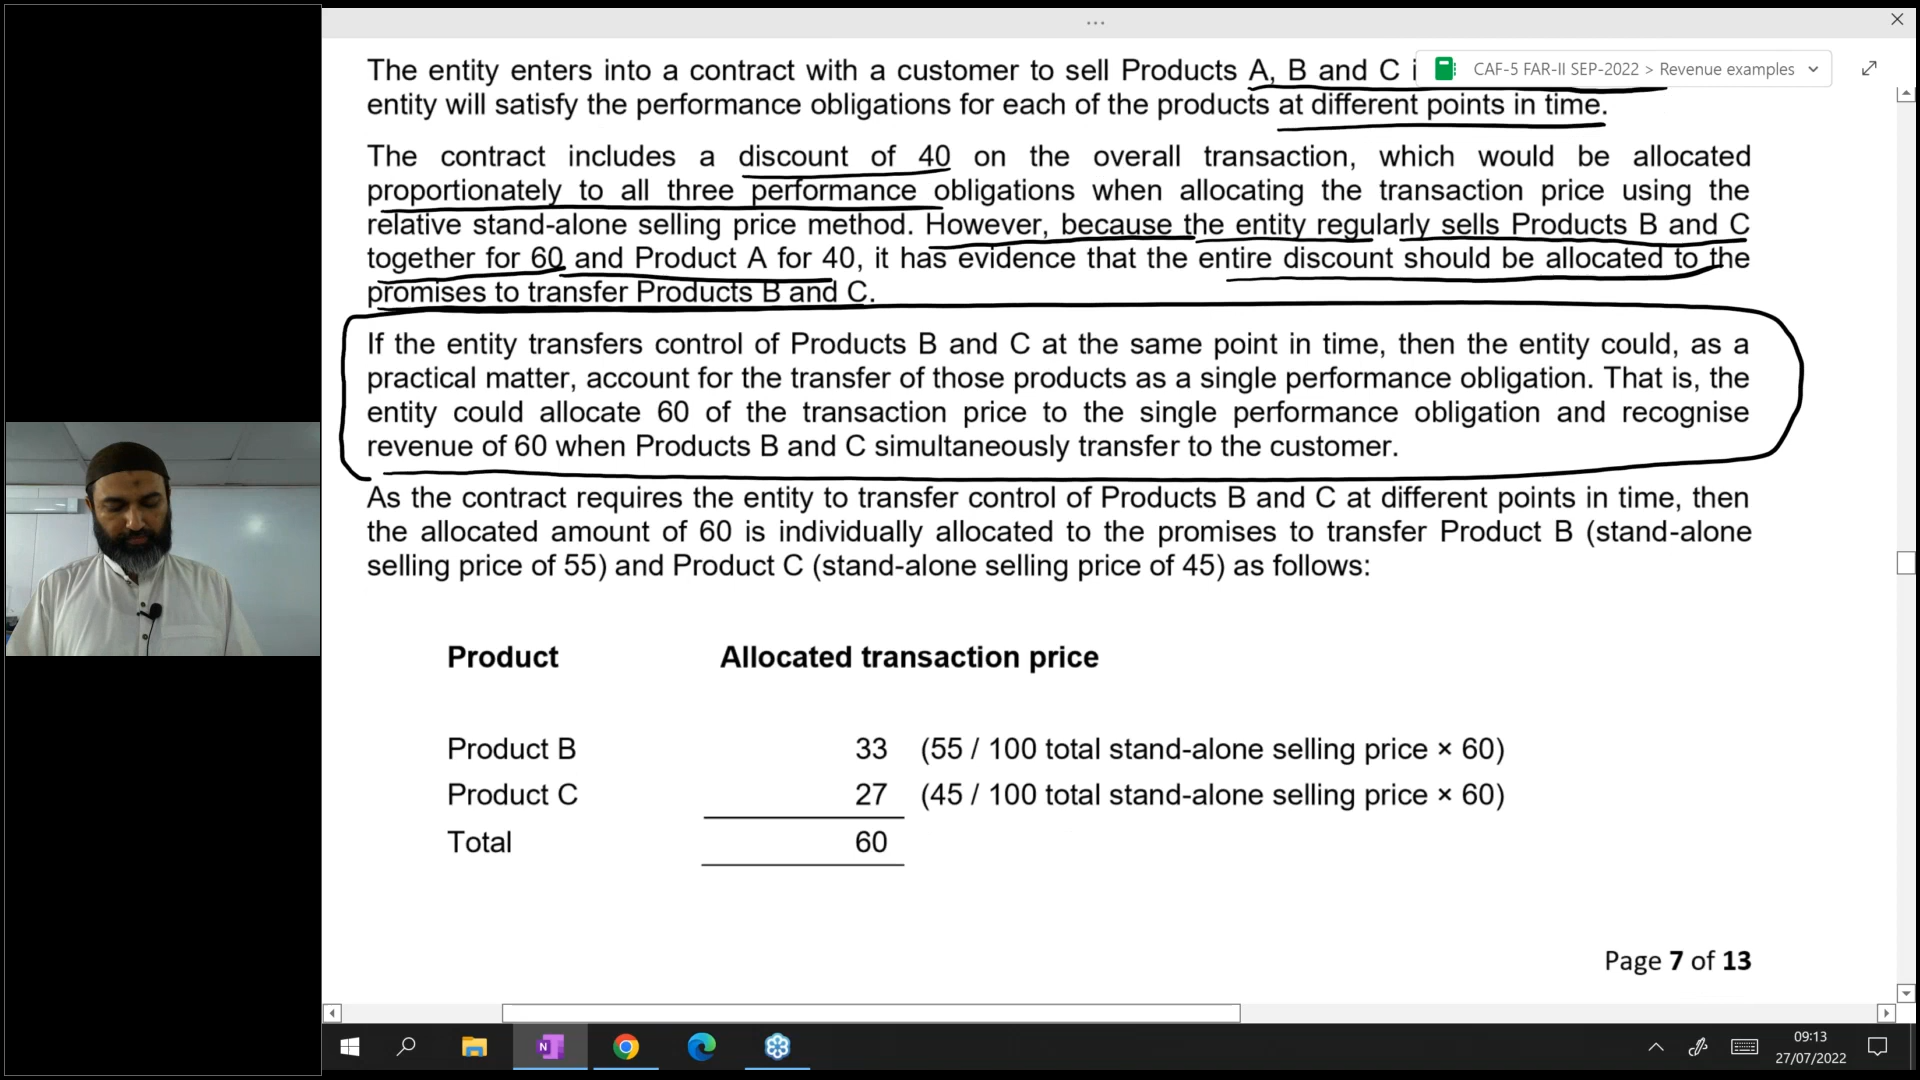 The entity enters into a contract with a customer to sell Products A, B and C i
CAF-5 FAR-II SEP-2022 > Revenue examples
entity will satisfy the performance obligations for each of the products at different points in time.
The contract includes a discount of 40 on the overall transaction, which would be allocated
proportionately to all three performance obligations when allocating the transaction price using the
relative stand-alone selling price method. However, because the entity regularly sells Products B and C
together for 60 and Product A for 40, it has evidence that the entire discount should be allocated to the
promises to transfer Products B and C.
If the entity transfers control of Products B and C at the same point in time, then the entity could, as a
practical matter, account for the transfer of those products as a single performance obligation. That is, the
entity could allocate 60 of the transaction price to the single performance obligation and recognise
revenue of 60 when Products B and C simultaneously transfer to the customer.
As the contract requires the entity to transfer control of Products B and C at different points in time, then
the allocated amount of 60 is individually allocated to the promises to transfer Product B (stand-alone
selling price of 55) and Product C (stand-alone selling price of 45) as follows:
Product Allocated transaction price
Product B 33 (55 / 100 total stand-alone selling price × 60)
Product C 27 (45 / 100 total stand-alone selling price × 60)
Total 60
Page 7 of 13
09:13
27/07/2022